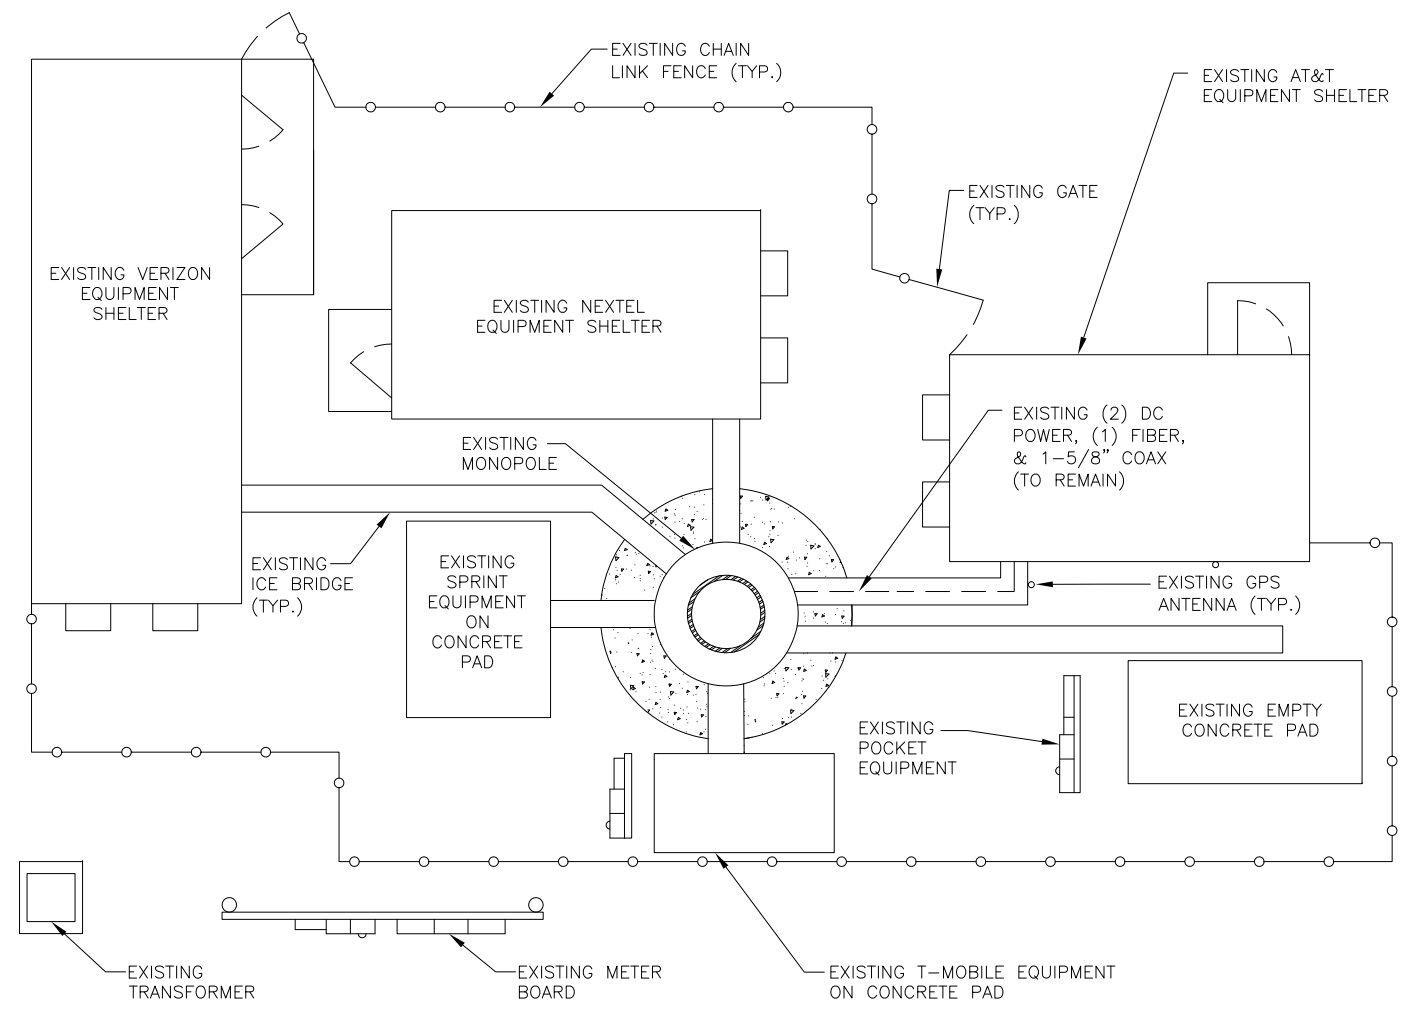 EXISTING CHAIN
LINK FENCE (TYP.)
EXISTING AT&T
EQUIPMENT SHELTER
EXISTING GATE
(TYP.)
EXISTING VERIZON
EQUIPMENT
SHELTER
EXISTING NEXTEL
EQUIPMENT SHELTER
EXISTING (2) DC
POWER, (1) FIBER,
& 1-5/8" COAX
(TO REMAIN)
EXISTING
MONOPOLE
EXISTING
ICE BRIDGE
(TYP.)
EXISTING
SPRINT
EQUIPMENT
ON
CONCRETE
PAD
EXISTING GPS
ANTENNA (TYP.)
EXISTING EMPTY
CONCRETE PAD
EXISTING
POCKET
EQUIPMENT
EXISTING
TRANSFORMER
EXISTING METER
BOARD
EXISTING T-MOBILE EQUIPMENT
ON CONCRETE PAD